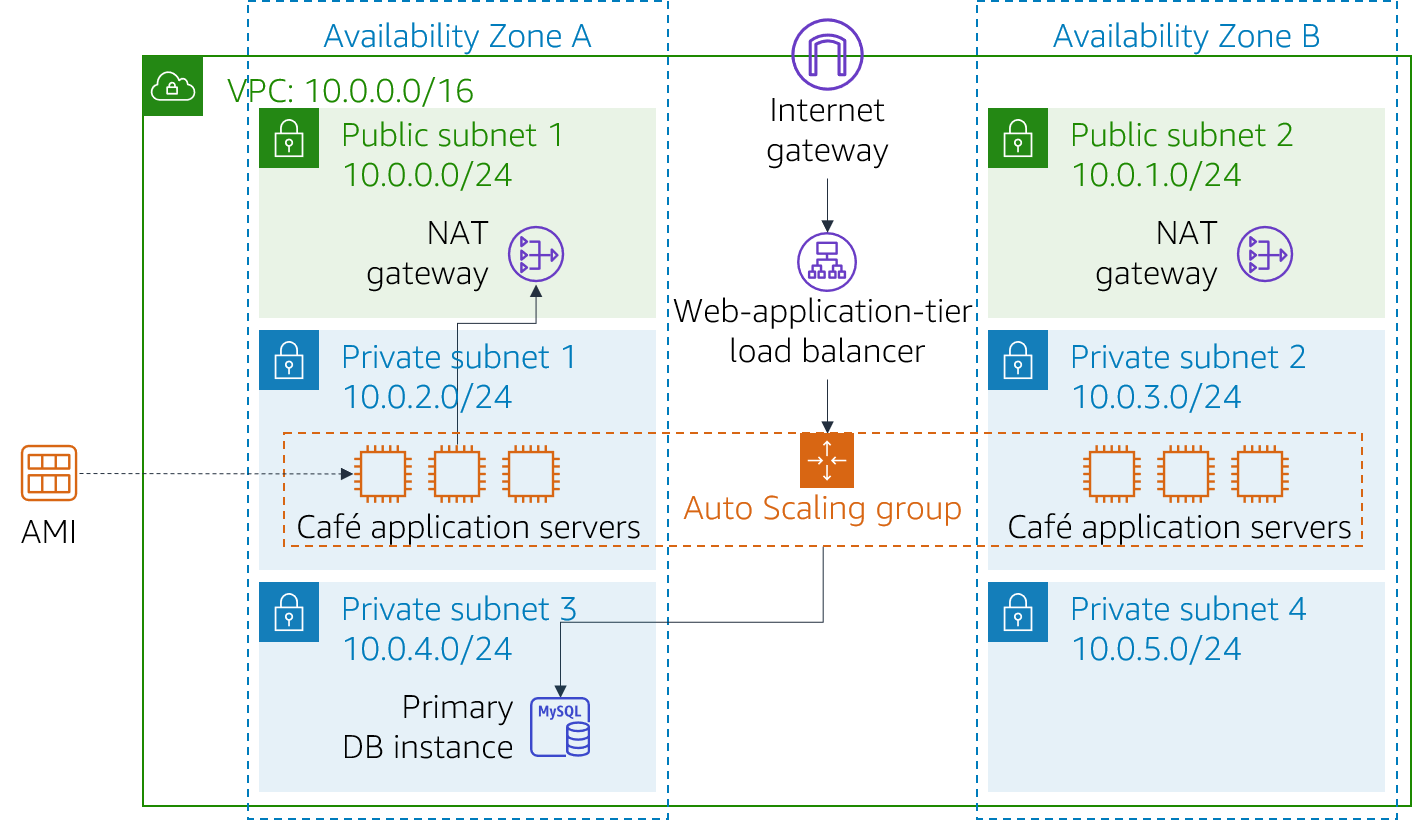 Availability Zone A
Availability Zone B
VPC: 10.0.0.0/16
Public subnet 1
10.0.0.0/24
NAT
gateway
Internet
gateway
Public subnet 2
10.0.1.0/24
NAT
gateway
Web-application-tier
load balancer
Private subnet 1
10.0.2.0/24
Private subnet 2
10.0.3.0/24
AMI
Café application servers
Auto Scaling group
Café application servers
Private subnet 3
10.0.4.0/24
Primary
DB instance
MySQL
Private subnet 4
10.0.5.0/24